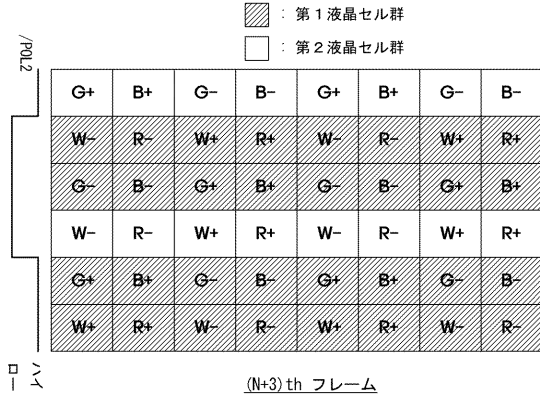 : 第1液晶セル群
: 第2液晶セル群
/POL2
G+ B+ G- B- G+ B+ G- B-
W- R- W+ R+ W- R- W+ R+
G- B- G+ B+ G- B- G+ B+
W- R- W+ R+ W- R- W+ R+
G+ B+ G- B- G+ B+ G- B-
W+ R+ W- R- W+ R+ W- R-
ハイ
ロー
(N+3)th フレーム